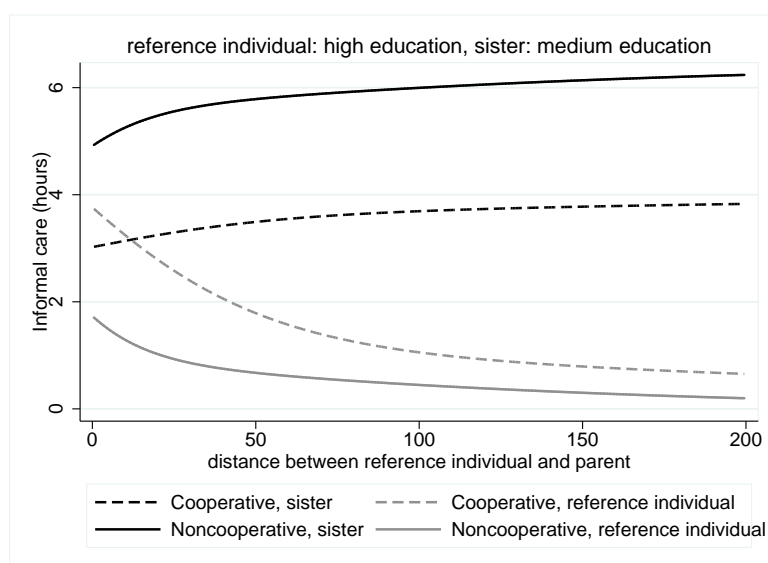 reference individual: high education, sister: medium education
Informal care (hours)
6
4
2
0
0 50 100 150 200
distance between reference individual and parent
Cooperative, sister Cooperative, reference individual
Noncooperative, sister Noncooperative, reference individual